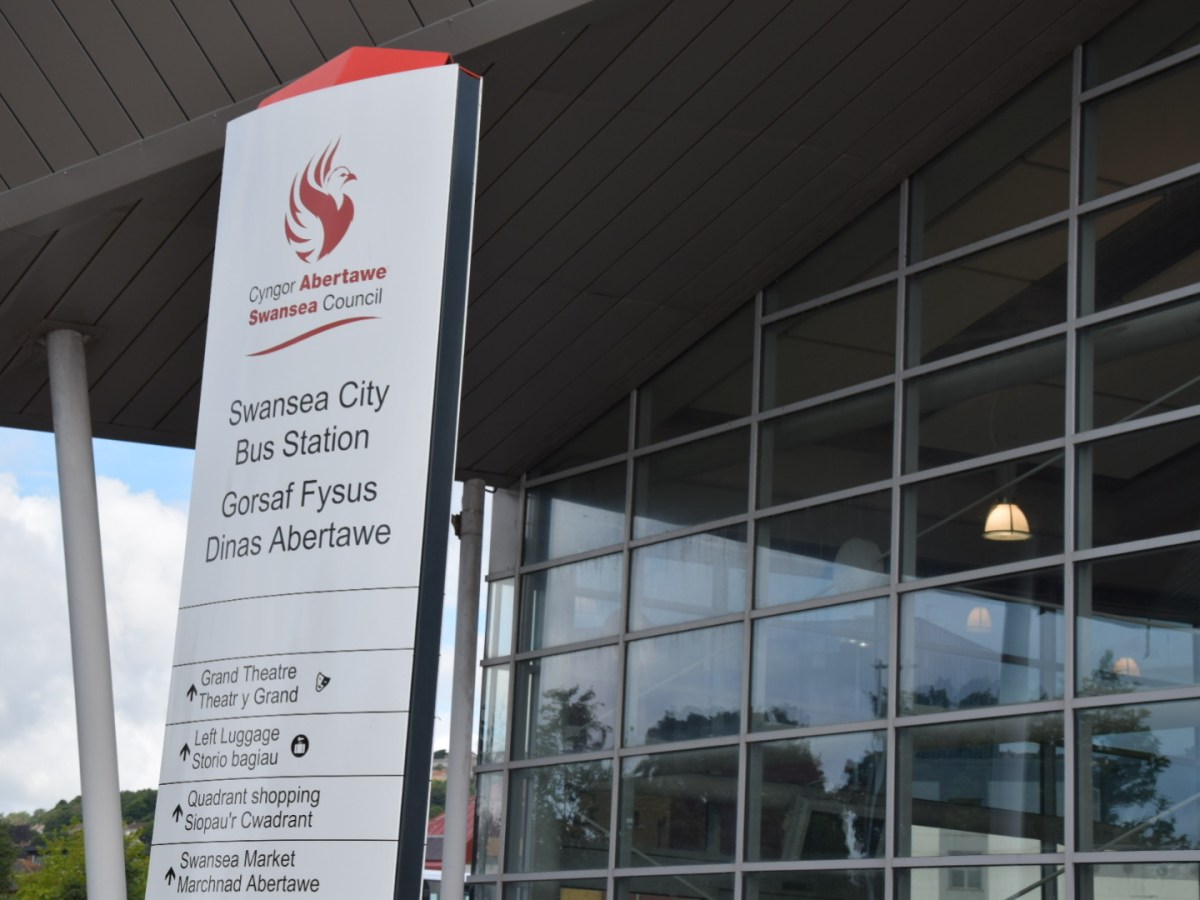 Cyngor Abertawe
Swansea Council
Swansea City
Bus Station
Gorsaf Fysus
Dinas Abertawe
Grand Theatre
Theatr y Grand
Left Luggage
Storio bagiau
Quadrant shopping
Siopau'r Cwadrant
Swansea Market
Marchnad Abertawe